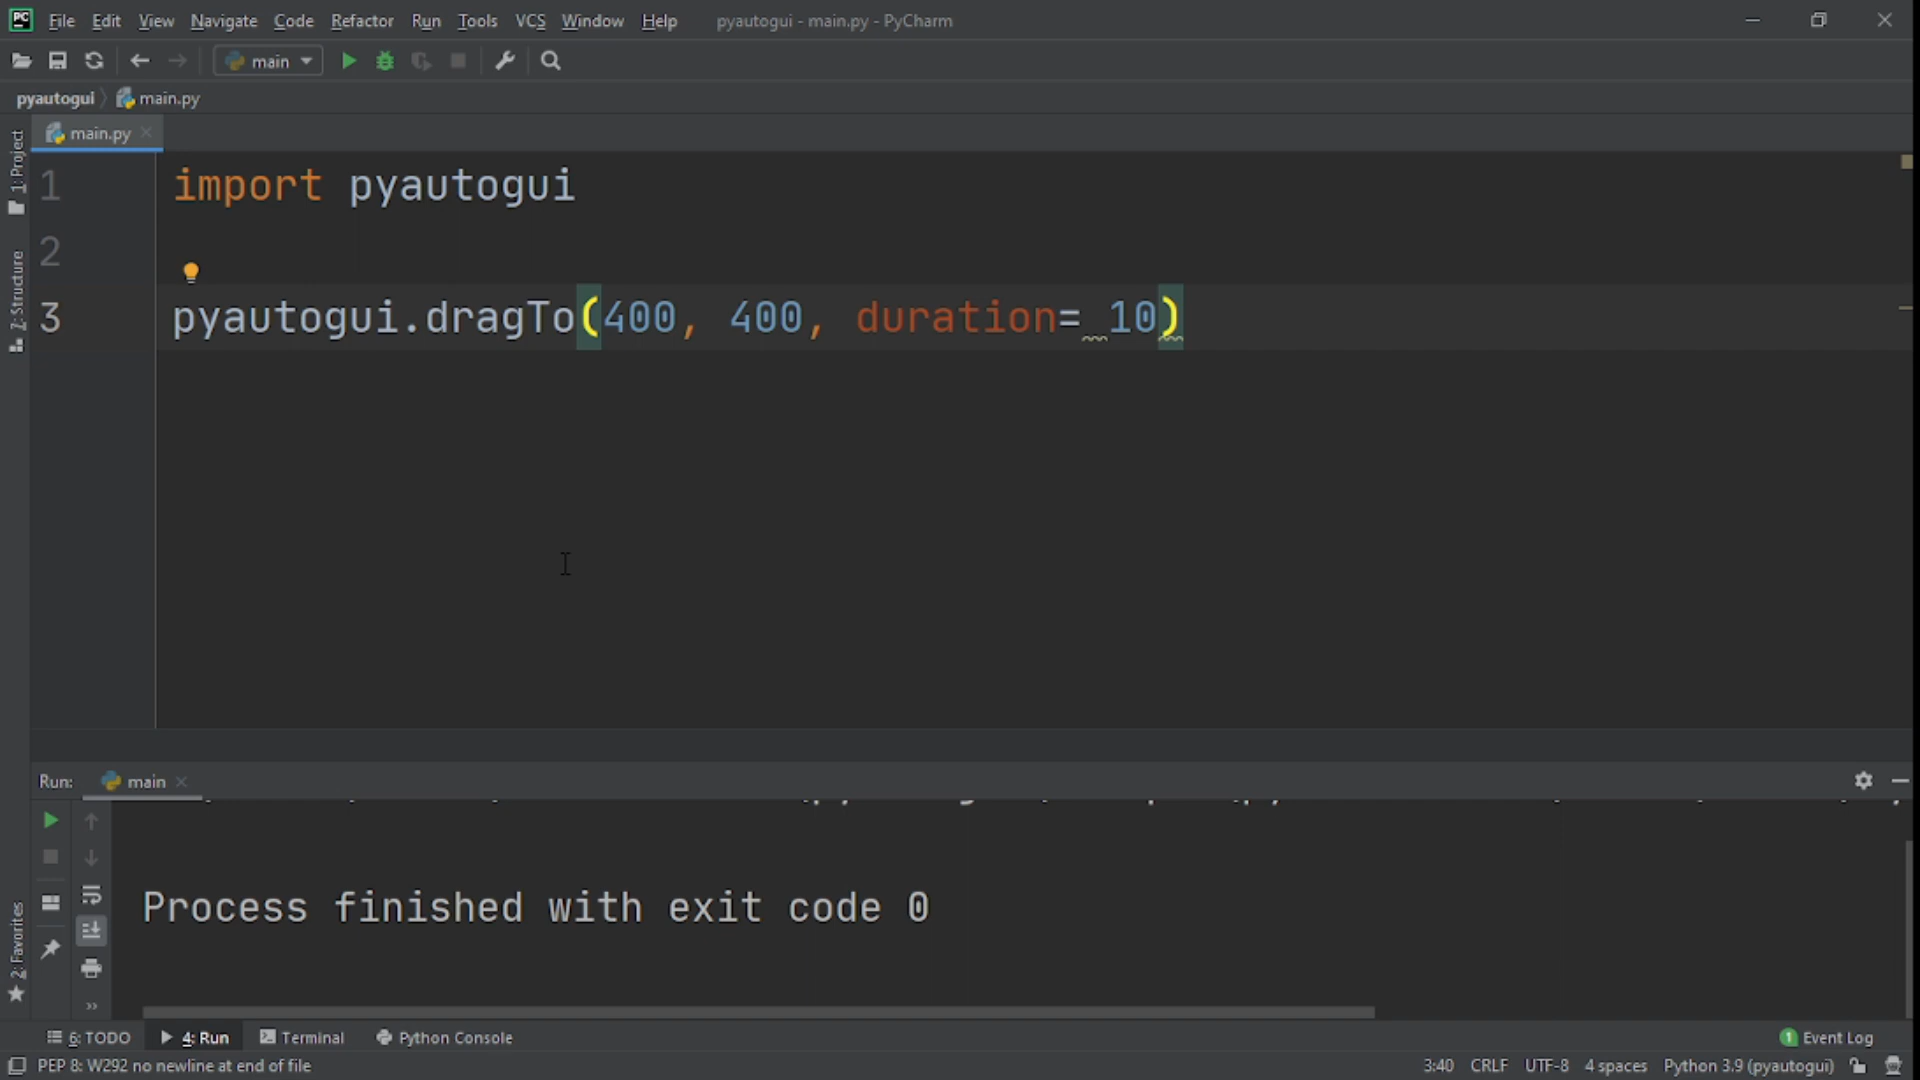 PC File Edit View Navigate Code Refactor Run Tools VCS Window Help pyautogui - main.py - PyCharm
main
pyautogui main.py
main.py
1: Project
2: Structure
1 import pyautogui
2
3 pyautogui.dragTo(400, 400, duration= 10)
Run: main
Process finished with exit code 0
2: Favorites
6: TODO 4: Run Terminal Python Console 1 Event Log
PEP 8: W292 no newline at end of file 3:40 CRLF UTF-8 4 spaces Python 3.9 (pyautogui)